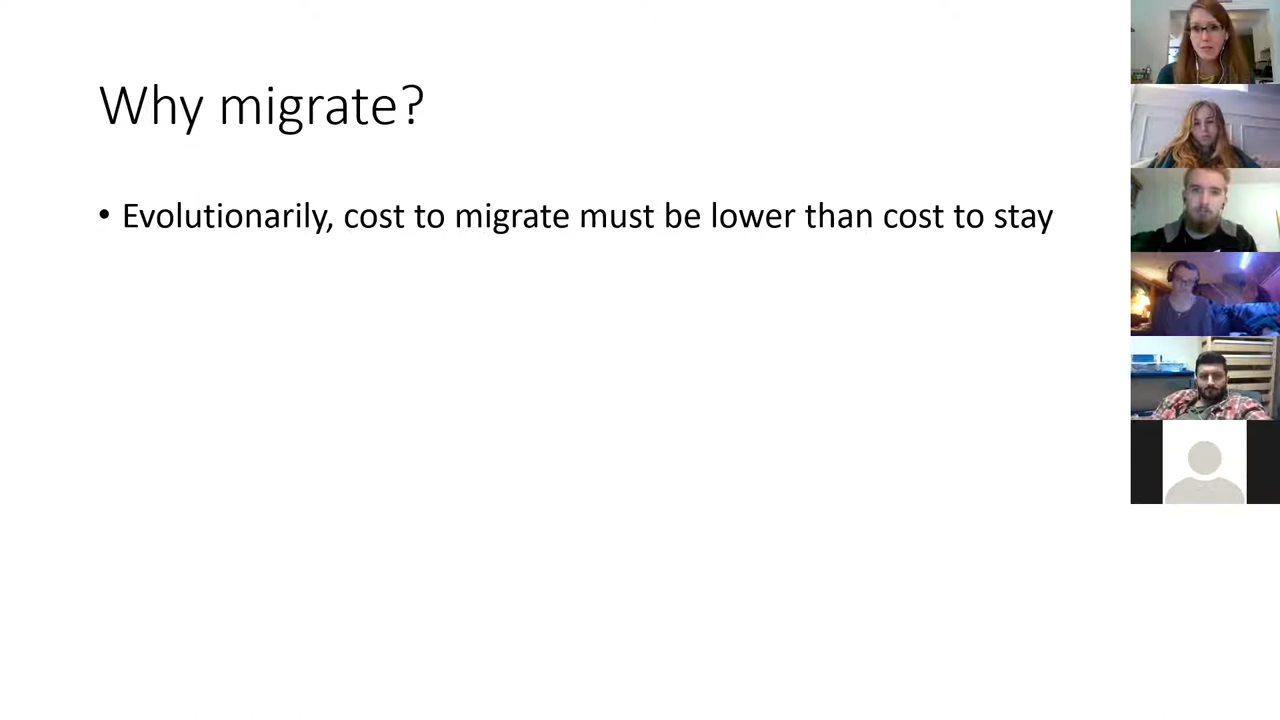 Why migrate?
• Evolutionarily, cost to migrate must be lower than cost to stay